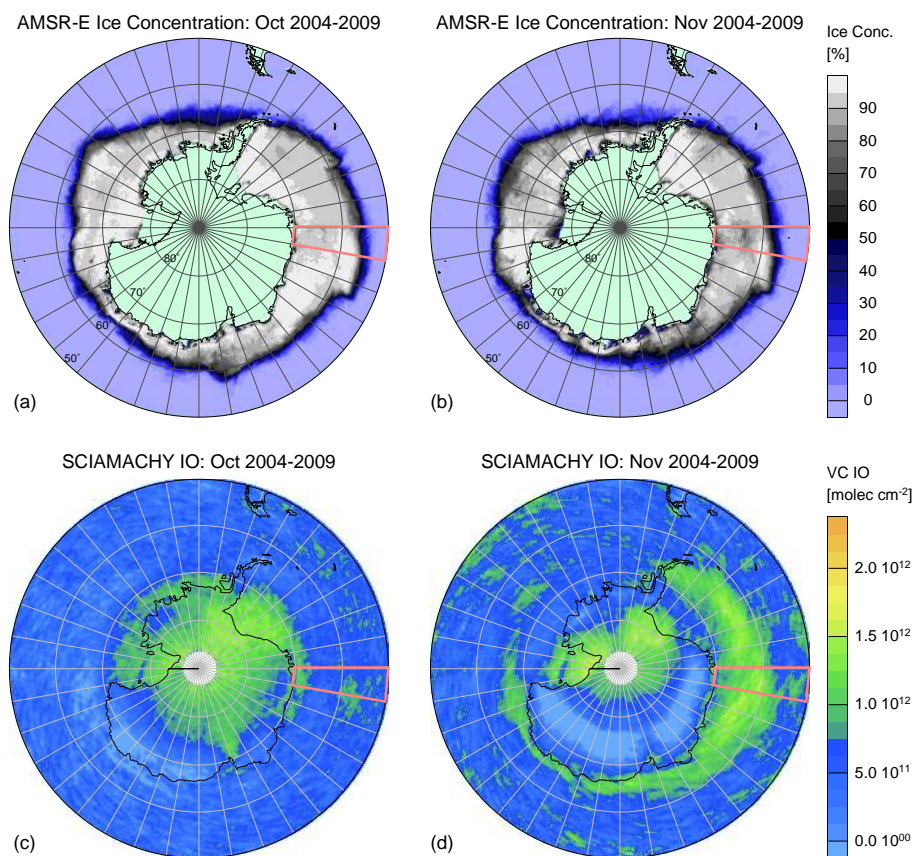 AMSR-E Ice Concentration: Oct 2004-2009
AMSR-E Ice Concentration: Nov 2004-2009
Ice Conc.
[%]
90
80
70
60
50
40
30
20
10
0
80°
70°
60°
50°
(a)
80°
70°
60°
50°
(b)
SCIAMACHY IO: Oct 2004-2009
SCIAMACHY IO: Nov 2004-2009
VC IO
[molec cm⁻²]
2.0 10¹²
1.5 10¹²
1.0 10¹²
5.0 10¹¹
0.0 10⁰⁰
(c)
(d)